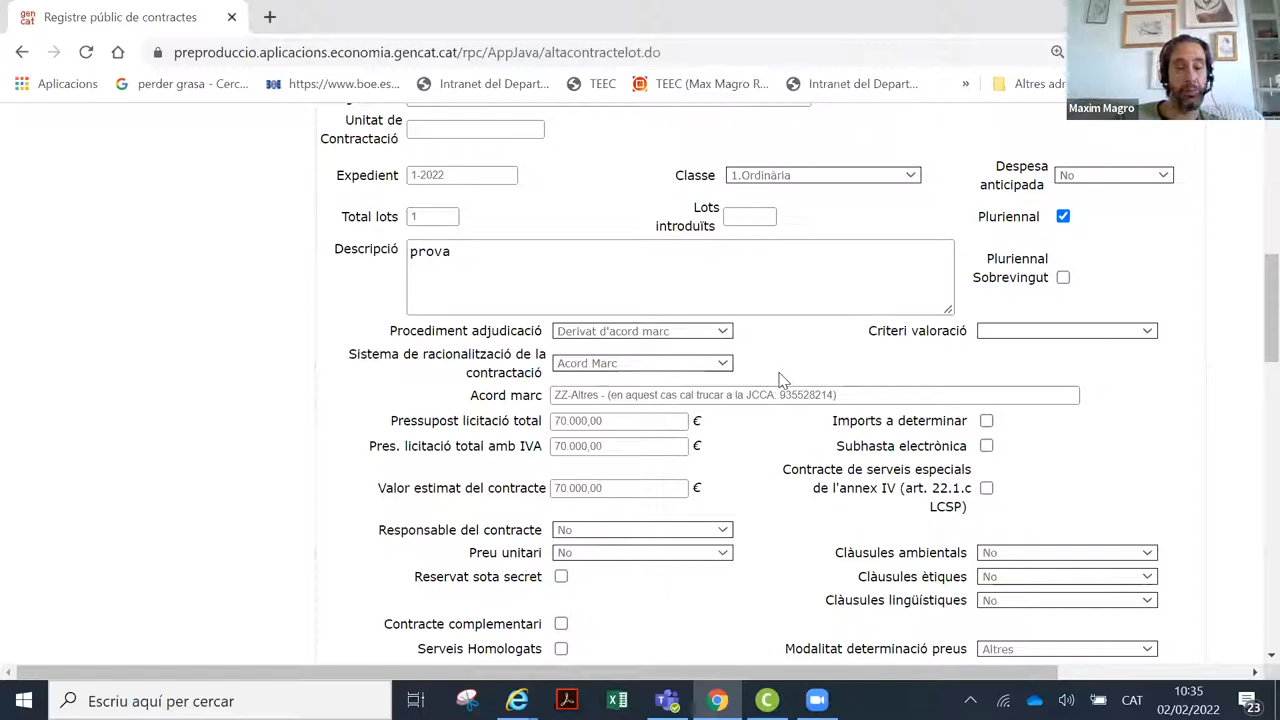 gen
cat
Registre públic de contractes
preproduccio.aplicacions.economia.gencat.cat/rpc/AppJava/altacontractelot.do
Aplicacions
perder grasa - Cerc...
https://www.boe.es...
Intranet del Depart...
TEEC
TEEC (Max Magro R...
Intranet del Depart...
»
Altres adr
Maxim Magro
Unitat de
Contractació
Expedient 1-2022
Classe 1.Ordinària
Despesa
anticipada No
Total lots 1
Lots
introduïts
Pluriennal
Descripció prova
Pluriennal
Sobrevingut
Procediment adjudicació Derivat d'acord marc
Criteri valoració
Sistema de racionalització de la
contractació Acord Marc
Acord marc ZZ-Altres - (en aquest cas cal trucar a la JCCA: 935528214)
Pressupost licitació total 70.000,00 €
Imports a determinar
Pres. licitació total amb IVA 70.000,00 €
Subhasta electrònica
Valor estimat del contracte 70.000,00 €
Contracte de serveis especials
de l'annex IV (art. 22.1.c
LCSP)
Responsable del contracte No
Preu unitari No
Clàusules ambientals No
Reservat sota secret
Clàusules ètiques No
Clàusules lingüístiques No
Contracte complementari
Serveis Homologats
Modalitat determinació preus Altres
Escriu aquí per cercar
CAT
10:35
02/02/2022
23